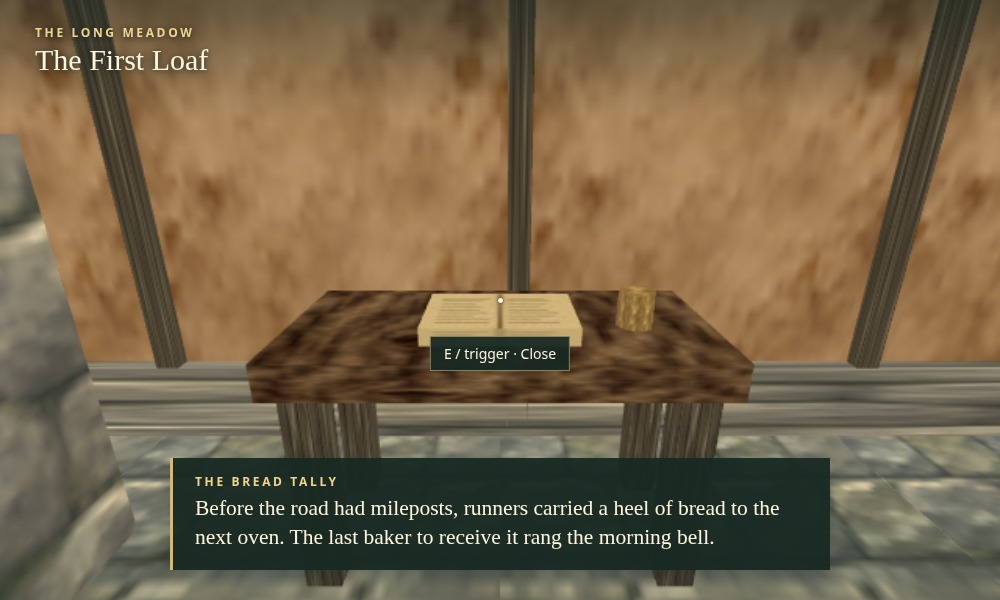 THE LONG MEADOW
The First Loaf
E / trigger · Close
THE BREAD TALLY
Before the road had mileposts, runners carried a heel of bread to the
next oven. The last baker to receive it rang the morning bell.